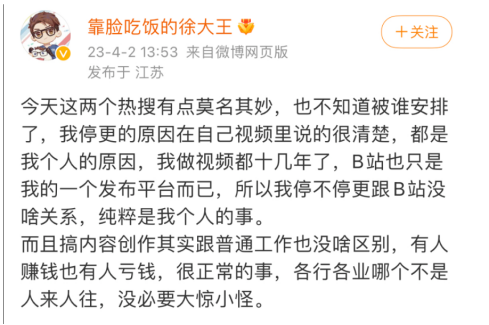 靠脸吃饭的徐大王
+关注
23-4-2 13:53 来自微博网页版
发布于 江苏
今天这两个热搜有点莫名其妙，也不知道被谁安排
了，我停更的原因在自己视频里说的很清楚，都是
我个人的原因，我做视频都十几年了，B站也只是
我的一个发布平台而已，所以我停不停更跟B站没
啥关系，纯粹是我个人的事。
而且搞内容创作其实跟普通工作也没啥区别，有人
赚钱也有人亏钱，很正常的事，各行各业哪个不是
人来人往，没必要大惊小怪。